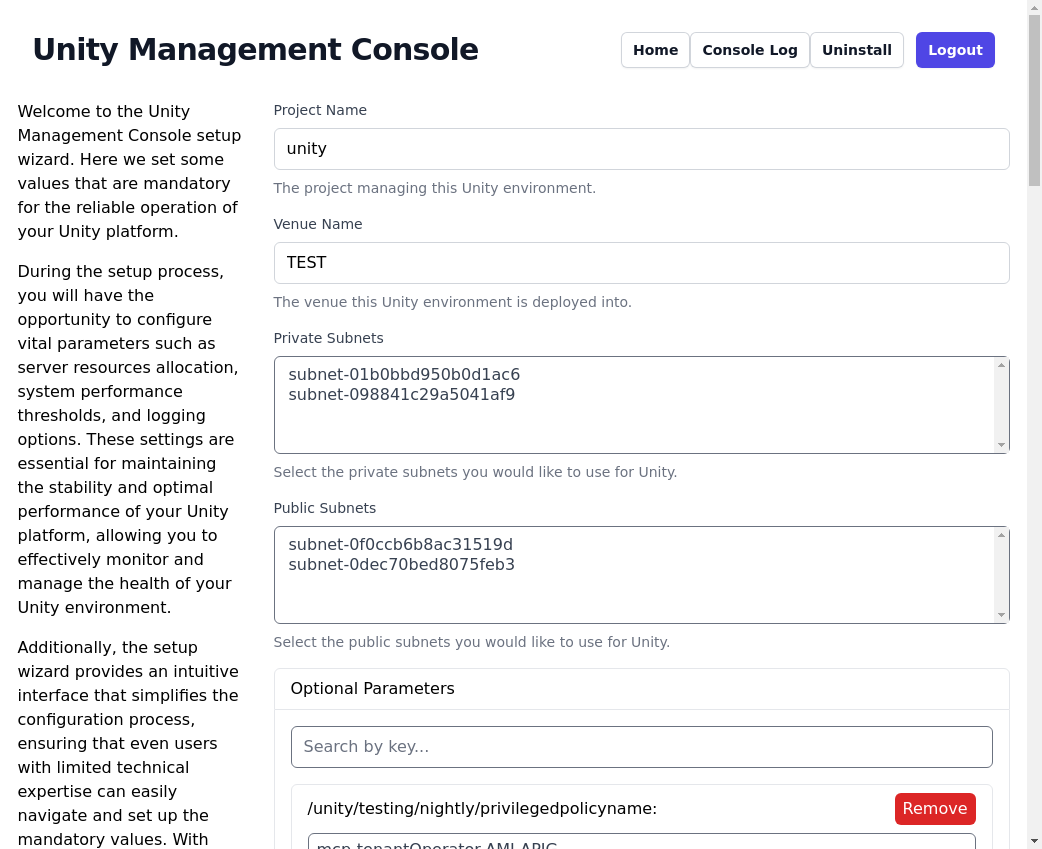 Unity Management Console
Home
Console Log
Uninstall
Logout
Welcome to the Unity
Management Console setup
wizard. Here we set some
values that are mandatory
for the reliable operation of
your Unity platform.
During the setup process,
you will have the
opportunity to configure
vital parameters such as
server resources allocation,
system performance
thresholds, and logging
options. These settings are
essential for maintaining
the stability and optimal
performance of your Unity
platform, allowing you to
effectively monitor and
manage the health of your
Unity environment.
Additionally, the setup
wizard provides an intuitive
interface that simplifies the
configuration process,
ensuring that even users
with limited technical
expertise can easily
navigate and set up the
mandatory values. With
Project Name
unity
The project managing this Unity environment.
Venue Name
TEST
The venue this Unity environment is deployed into.
Private Subnets
subnet-01b0bbd950b0d1ac6
subnet-098841c29a5041af9
Select the private subnets you would like to use for Unity.
Public Subnets
subnet-0f0ccb6b8ac31519d
subnet-0dec70bed8075feb3
Select the public subnets you would like to use for Unity.
Optional Parameters
Search by key...
/unity/testing/nightly/privilegedpolicyname:
Remove
mcp-tenantOperator-AMI-APIG